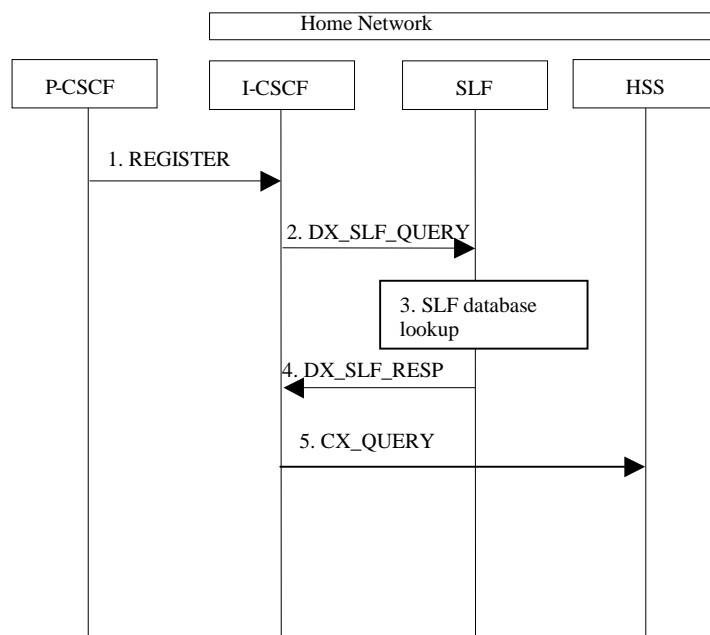 Home Network
P-CSCF
I-CSCF
SLF
HSS
1. REGISTER
2. DX_SLF_QUERY
3. SLF database
lookup
4. DX_SLF_RESP
5. CX_QUERY